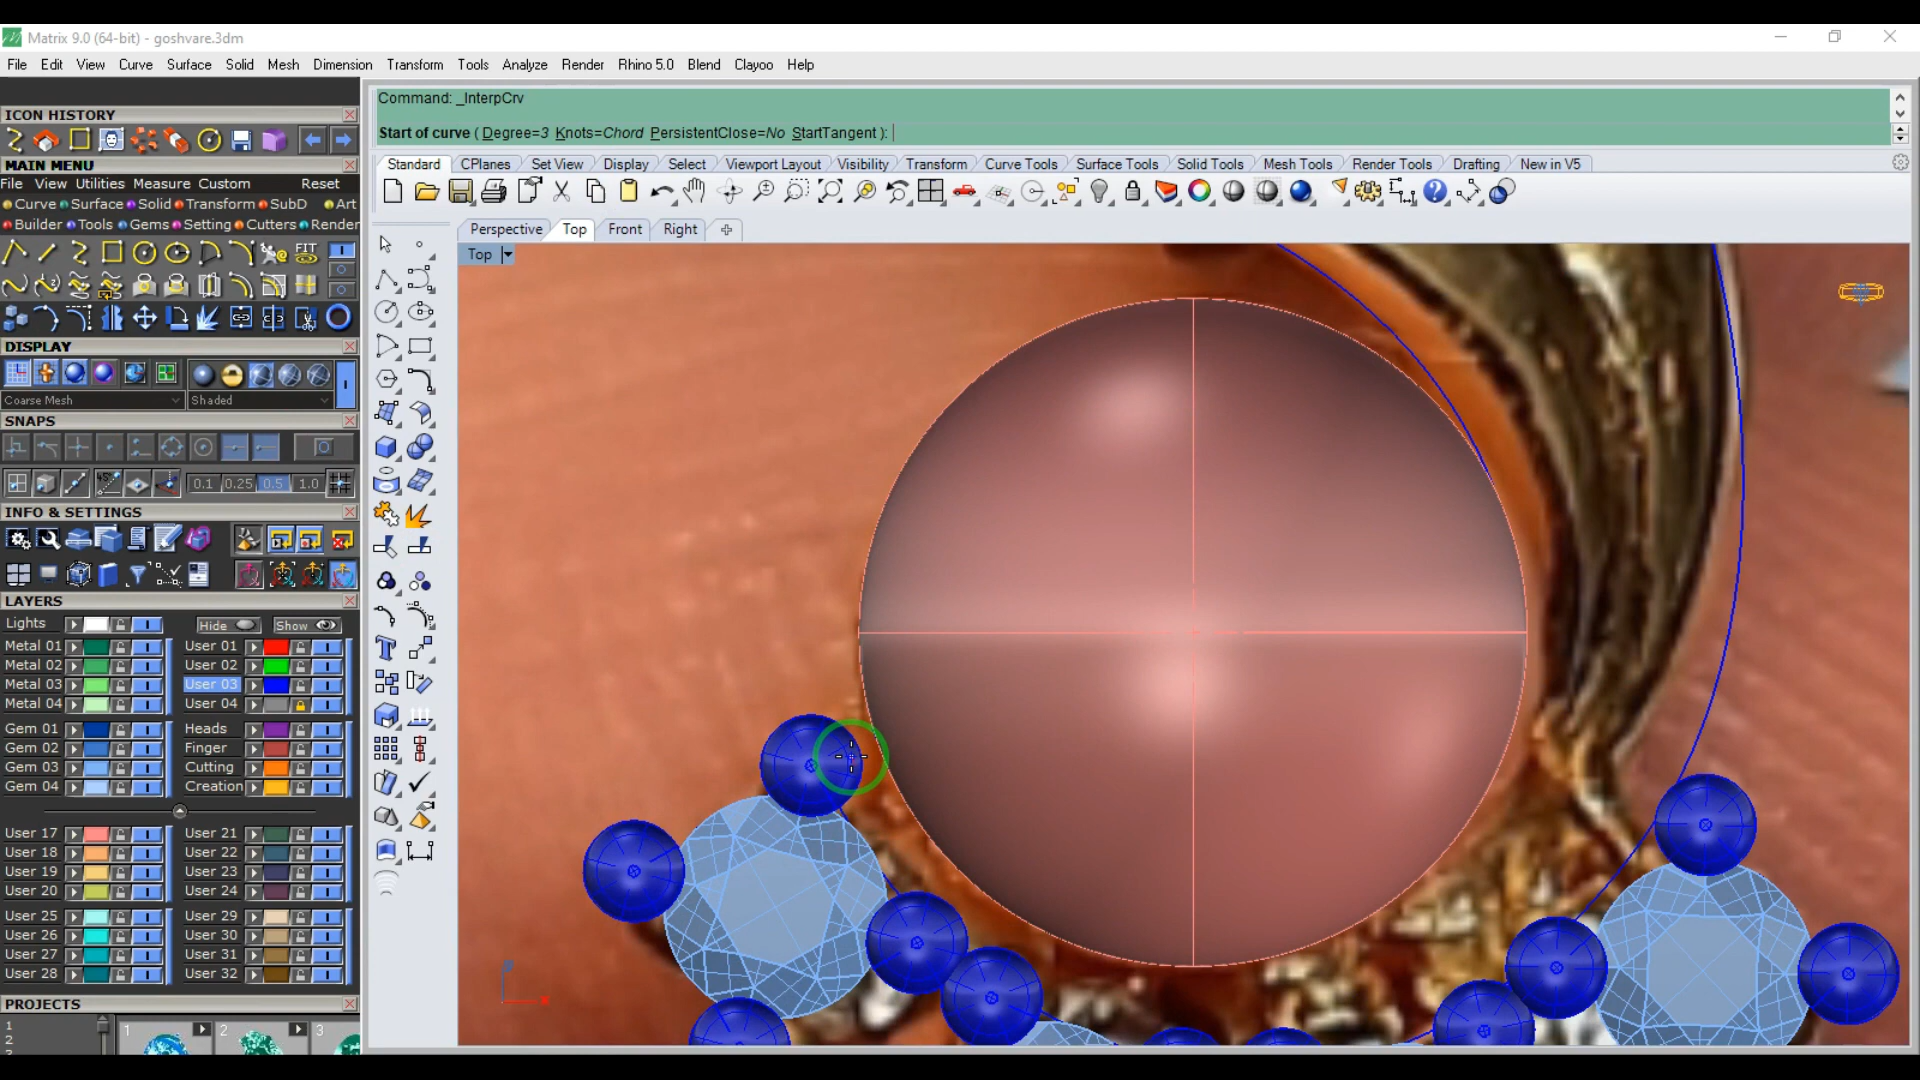 Matrix 9.0 (64-bit) - goshvare.3dm
File Edit View Curve Surface Solid Mesh Dimension Transform Tools Analyze Render Rhino 5.0 Blend Clayoo Help
Command: _InterpCrv
Start of curve ( Degree=3 Knots=Chord PersistentClose=No StartTangent ):
Standard CPlanes Set View Display Select Viewport Layout Visibility Transform Curve Tools Surface Tools Solid Tools Mesh Tools Render Tools Drafting New in V5
Perspective Top Front Right
Top
ICON HISTORY
MAIN MENU
File View Utilities Measure Custom Reset
Curve Surface Solid Transform SubD Art
Builder Tools Gems Setting Cutters Render
FIT
DISPLAY
Coarse Mesh Shaded
SNAPS
0.1 0.25 0.5 1.0
INFO & SETTINGS
LAYERS
Lights Hide Show
Metal 01 User 01
Metal 02 User 02
Metal 03 User 03
Metal 04 User 04
Gem 01 Heads
Gem 02 Finger
Gem 03 Cutting
Gem 04 Creation
User 17 User 21
User 18 User 22
User 19 User 23
User 20 User 24
User 25 User 29
User 26 User 30
User 27 User 31
User 28 User 32
PROJECTS
1 1 2 3
2